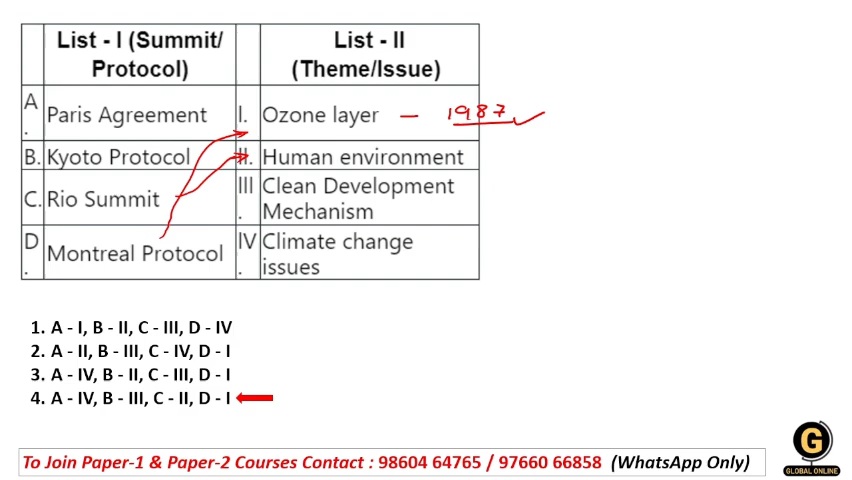 List - I (Summit/
Protocol)
List - II
(Theme/Issue)
A
.
Paris Agreement
I.
Ozone layer
— 1987
B.
Kyoto Protocol
II.
Human environment
C.
Rio Summit
III
.
Clean Development
Mechanism
D
.
Montreal Protocol
IV
.
Climate change
issues
1. A - I, B - II, C - III, D - IV
2. A - II, B - III, C - IV, D - I
3. A - IV, B - II, C - III, D - I
4. A - IV, B - III, C - II, D - I
To Join Paper-1 & Paper-2 Courses Contact : 98604 64765 / 97660 66858 (WhatsApp Only)
G
GLOBAL ONLINE